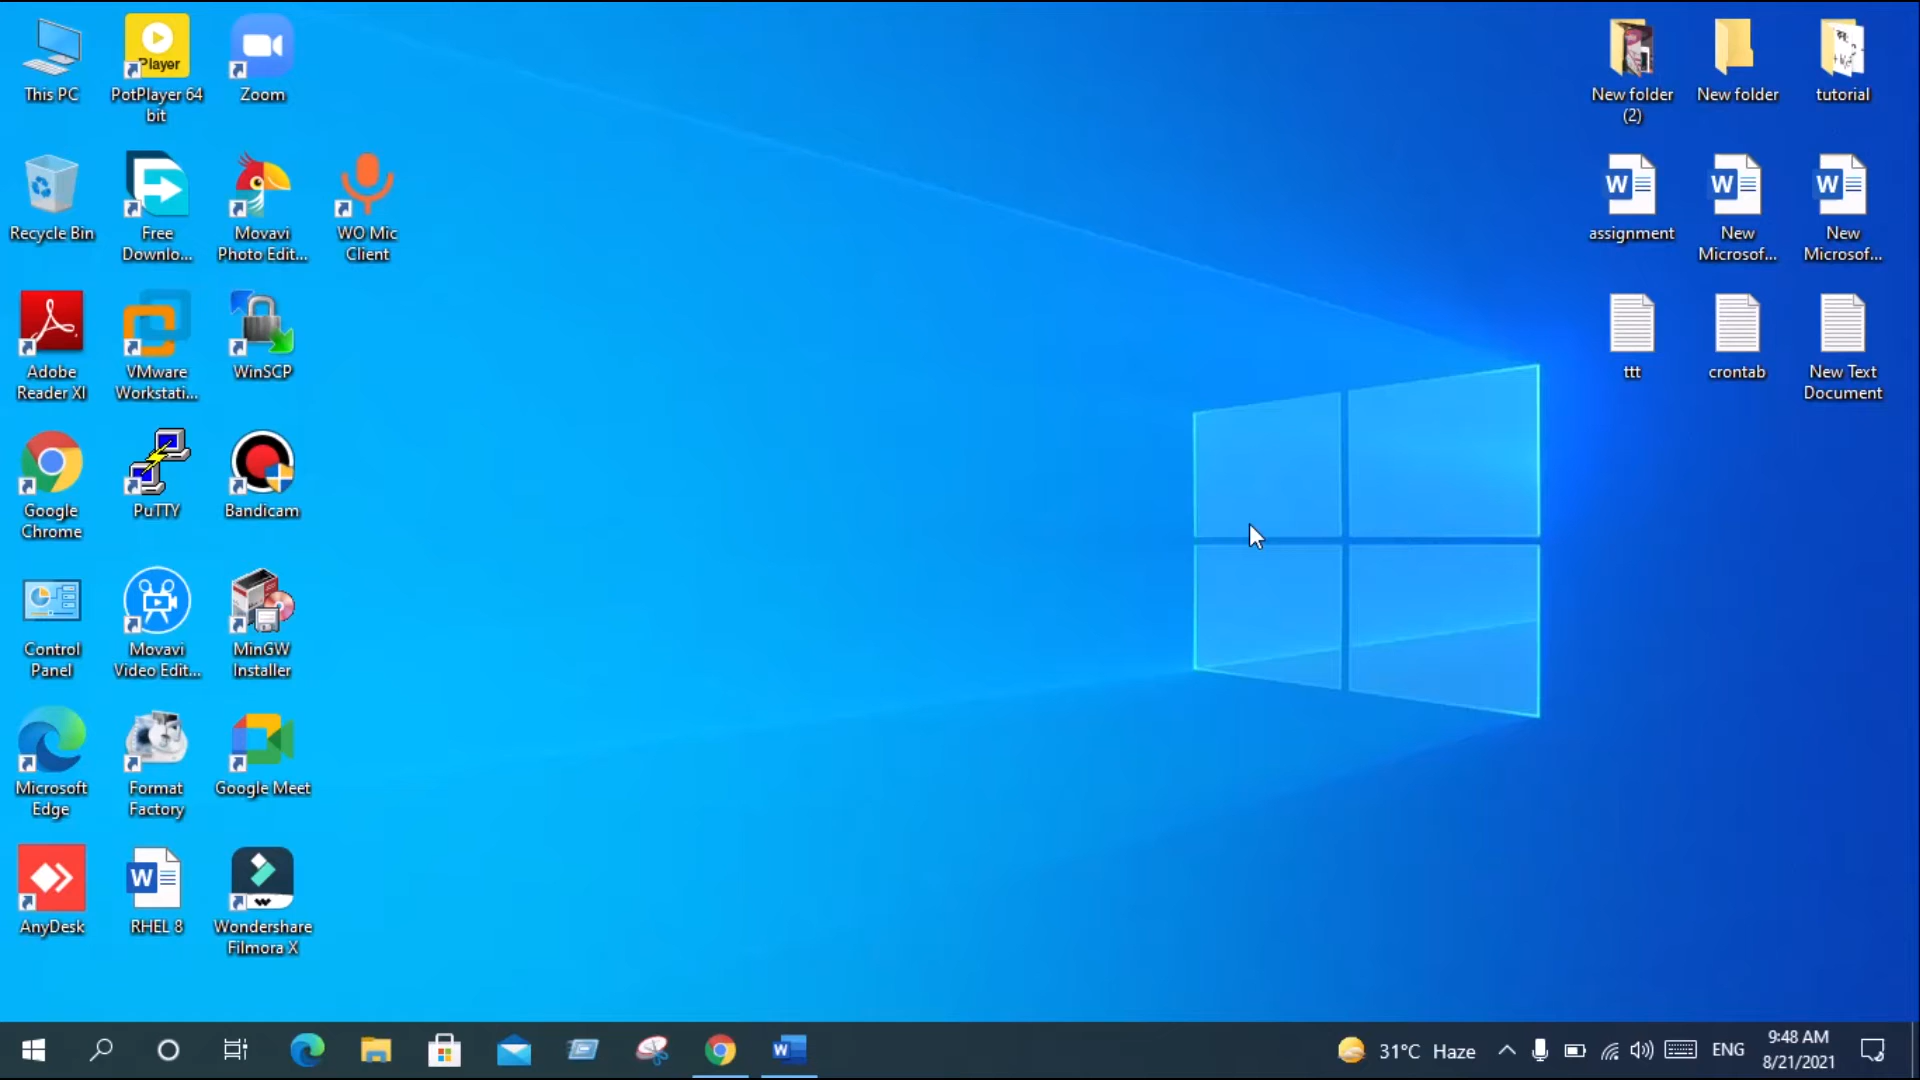 This PC
Player
PotPlayer 64
bit
Zoom
Recycle Bin
Free
Downlo...
Movavi
Photo Edit...
WO Mic
Client
Adobe
Reader XI
VMware
Workstati...
WinSCP
Google
Chrome
PuTTY
Bandicam
Control
Panel
Movavi
Video Edit...
MinGW
Installer
Microsoft
Edge
Format
Factory
Google Meet
AnyDesk
W
RHEL 8
Wondershare
Filmora X
New folder
(2)
New folder
tutorial
W
assignment
W
New
Microsof...
W
New
Microsof...
ttt
crontab
New Text
Document
W
31°C Haze
ENG
9:48 AM
8/21/2021